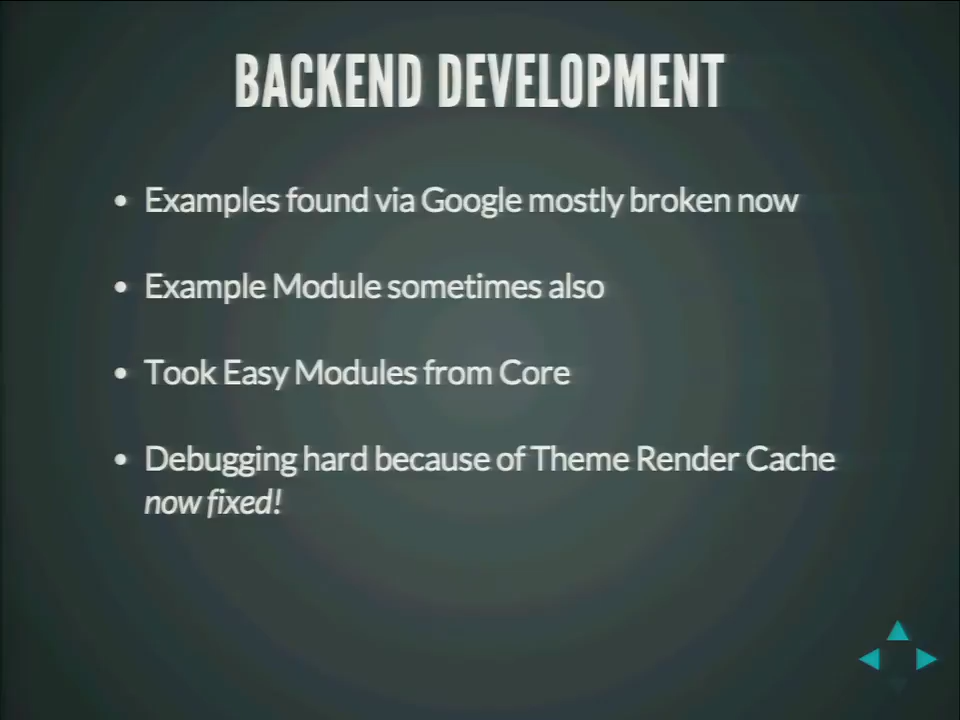 BACKEND DEVELOPMENT
• Examples found via Google mostly broken now
• Example Module sometimes also
• Took Easy Modules from Core
• Debugging hard because of Theme Render Cache
now fixed!